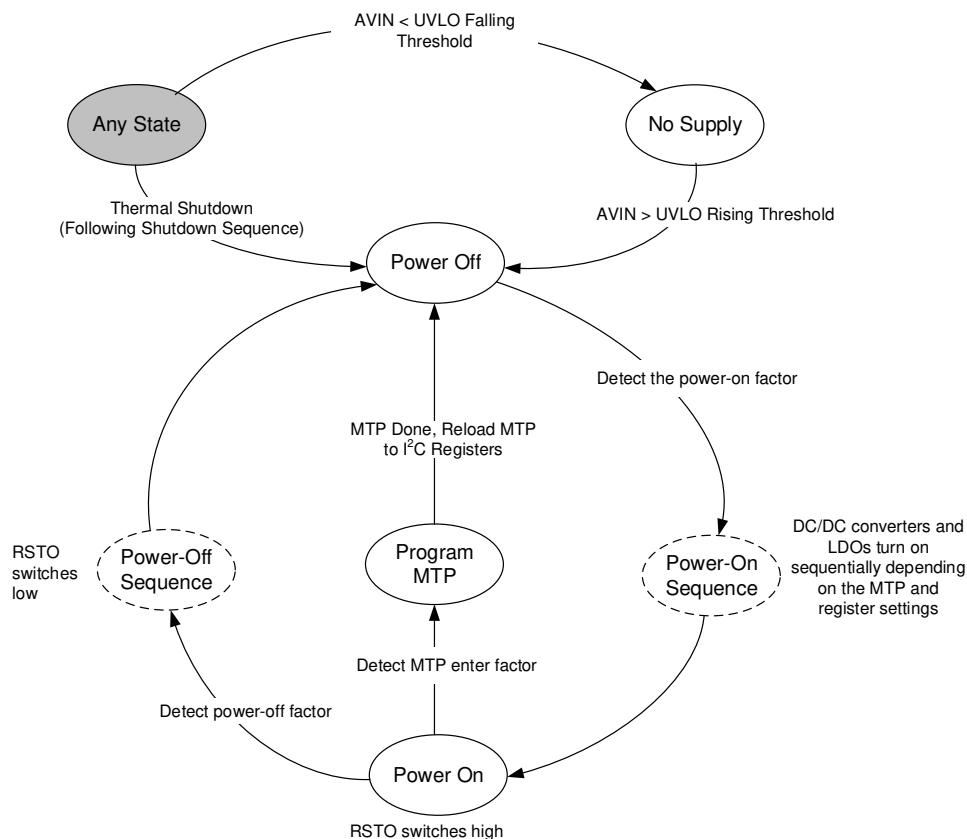 AVIN < UVLO Falling
Threshold
Any State
No Supply
Thermal Shutdown
(Following Shutdown Sequence)
AVIN > UVLO Rising Threshold
Power Off
Detect the power-on factor
MTP Done, Reload MTP
to I²C Registers
RSTO
switches
low
Power-Off
Sequence
Program
MTP
Power-On
Sequence
DC/DC converters and
LDOs turn on
sequentially depending
on the MTP and
register settings
Detect MTP enter factor
Detect power-off factor
Power On
RSTO switches high